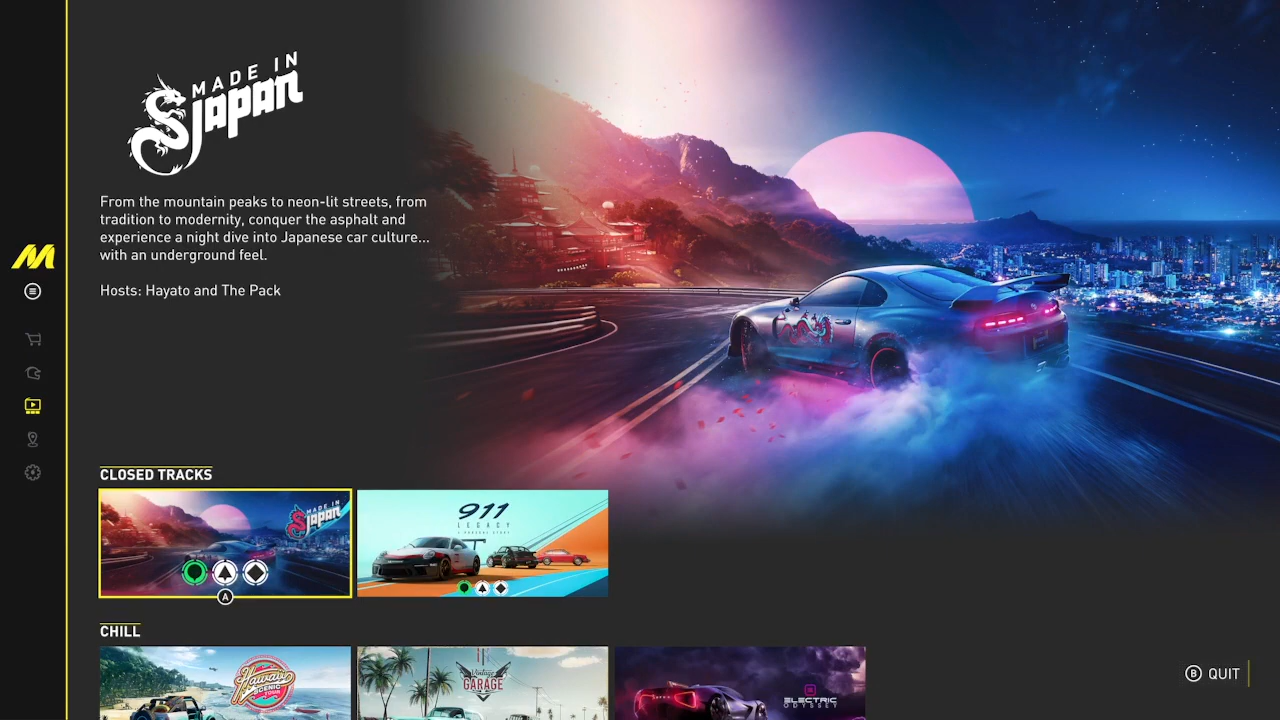 MADE IN
JAPAN
From the mountain peaks to neon-lit streets, from
tradition to modernity, conquer the asphalt and
experience a night dive into Japanese car culture...
with an underground feel.
Hosts: Hayato and The Pack
CLOSED TRACKS
MADE IN
JAPAN
911
LEGACY
A
CHILL
Hawaii
SCENIC
TOUR
Vintage
GARAGE
ELECTRIC
ODYSSEY
B QUIT